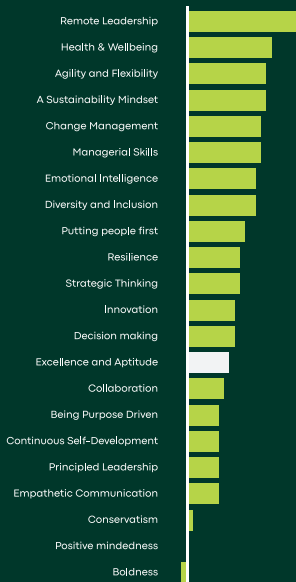 Remote Leadership
Health & Wellbeing
Agility and Flexibility
A Sustainability Mindset
Change Management
Managerial Skills
Emotional Intelligence
Diversity and Inclusion
Putting people first
Resilience
Strategic Thinking
Innovation
Decision making
Excellence and Aptitude
Collaboration
Being Purpose Driven
Continuous Self-Development
Principled Leadership
Empathetic Communication
Conservatism
Positive mindedness
Boldness